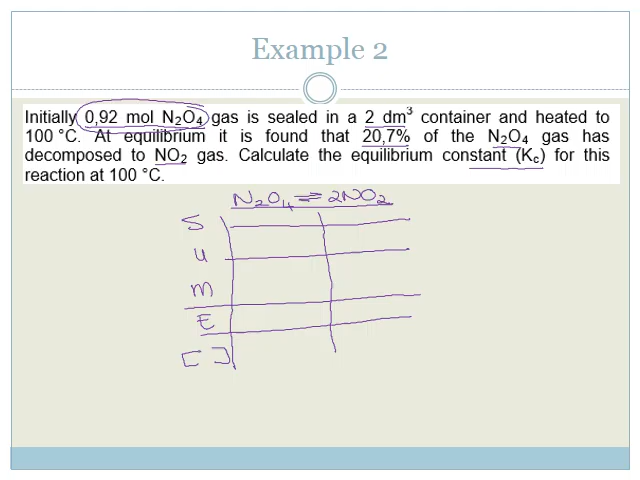 Example 2
Initially 0,92 mol N₂O₄ gas is sealed in a 2 dm³ container and heated to
100 °C. At equilibrium it is found that 20,7% of the N₂O₄ gas has
decomposed to NO₂ gas. Calculate the equilibrium constant (Kc) for this
reaction at 100 °C.
N₂O₄ ⇌ 2NO₂
S
U
M
E
[ ]